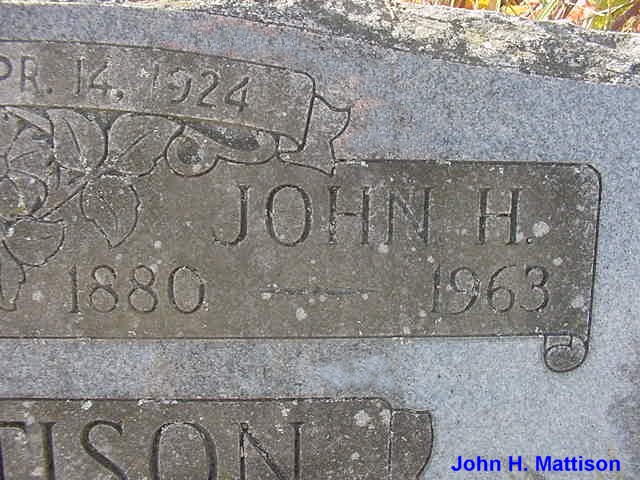 PR. 14, 1924
JOHN H.
1880 — 1963
TISON
John H. Mattison